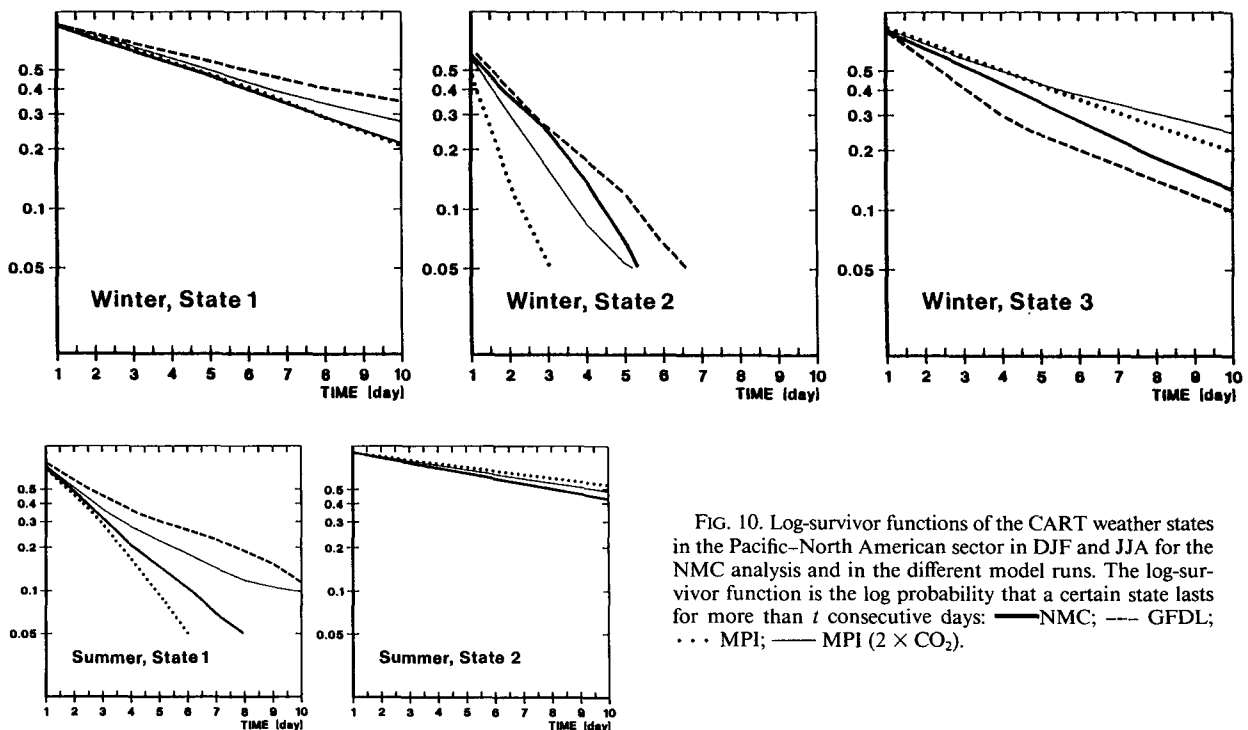 0.5
0.4
0.3
0.2
0.1
0.05
Winter, State 1
1 2 3 4 5 6 7 8 9 10
TIME [day]
0.5
0.4
0.3
0.2
0.1
0.05
Winter, State 2
1 2 3 4 5 6 7 8 9 10
TIME [day]
0.5
0.4
0.3
0.2
0.1
0.05
Winter, State 3
1 2 3 4 5 6 7 8 9 10
TIME [day]
0.5
0.4
0.3
0.2
0.1
0.05
Summer, State 1
1 2 3 4 5 6 7 8 9 10
TIME [day]
0.5
0.4
0.3
0.2
0.1
0.05
Summer, State 2
1 2 3 4 5 6 7 8 9 10
TIME [day]
FIG. 10. Log-survivor functions of the CART weather states
in the Pacific–North American sector in DJF and JJA for the
NMC analysis and in the different model runs. The log-sur-
vivor function is the log probability that a certain state lasts
for more than t consecutive days: ━━NMC; --- GFDL;
· · · MPI; —— MPI (2 × CO₂).